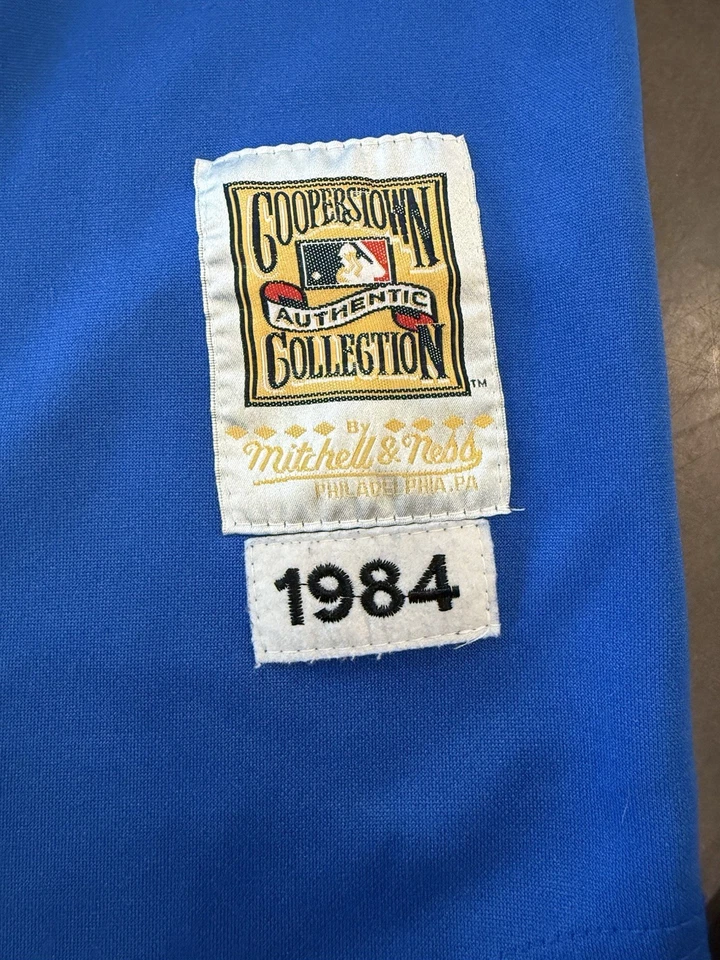 COOPERSTOWN
AUTHENTIC
COLLECTION
TM
By
Mitchell & Ness
PHILADELPHIA.PA
1984